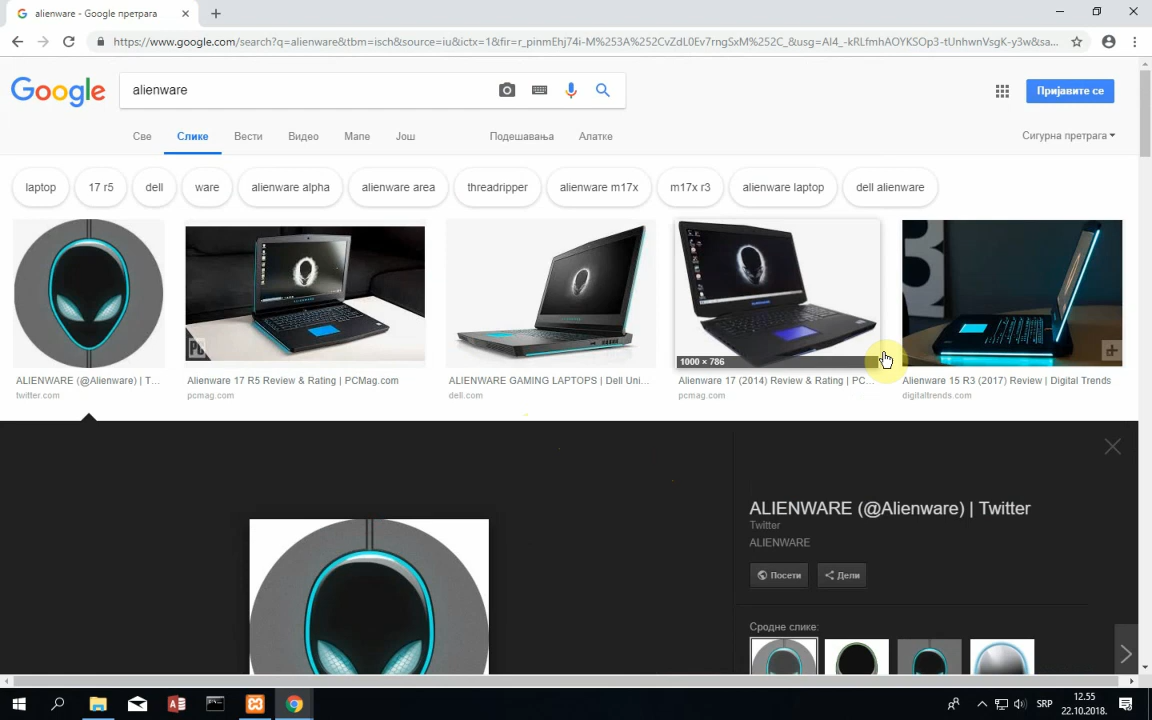 alienware - Google претрага
https://www.google.com/search?q=alienware&tbm=isch&source=iu&ictx=1&fir=r_pinmEhj74i-M%253A%252CvZdL0Ev7rngSxM%252C_&usg=AI4_-kRLfmhAOYKSOp3-tUnhwnVsgK-y3w&sa...
Google
alienware
Пријавите се
Све Слике Вести Видео Мапе Још Подешавања Алатке
Сигурна претрага
laptop 17 r5 dell ware alienware alpha alienware area threadripper alienware m17x m17x r3 alienware laptop dell alienware
1000 × 786
ALIENWARE (@Alienware) | T...
twitter.com
Alienware 17 R5 Review & Rating | PCMag.com
pcmag.com
ALIENWARE GAMING LAPTOPS | Dell Uni...
dell.com
Alienware 17 (2014) Review & Rating | PC...
pcmag.com
Alienware 15 R3 (2017) Review | Digital Trends
digitaltrends.com
ALIENWARE (@Alienware) | Twitter
Twitter
ALIENWARE
Посети Дели
Сродне слике:
SRP
12.55
22.10.2018.